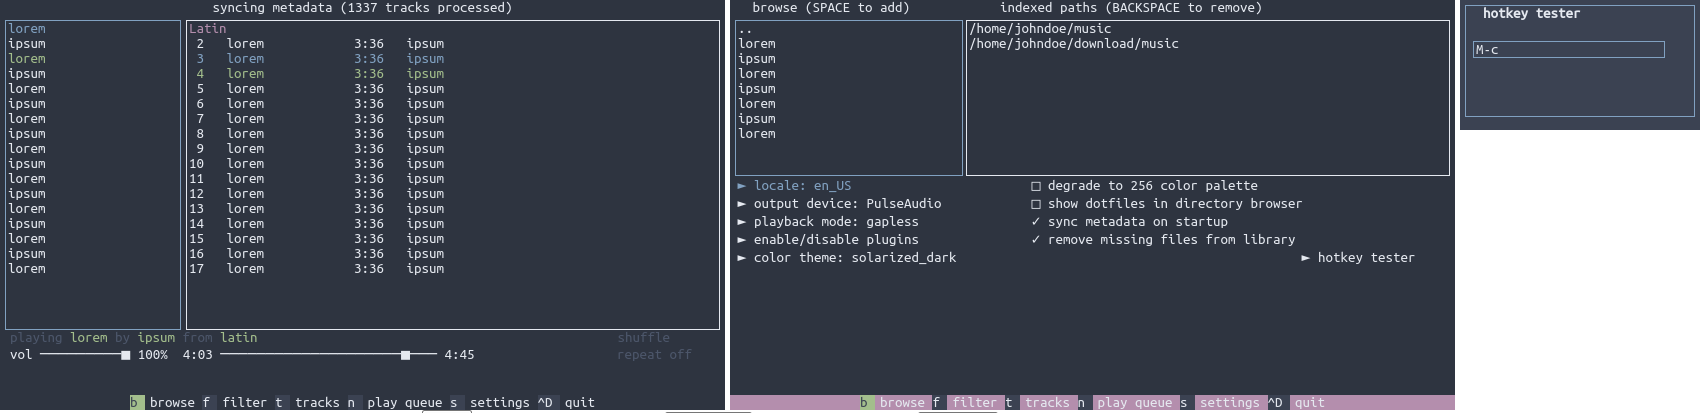 syncing metadata (1337 tracks processed)
lorem
ipsum
lorem
ipsum
lorem
ipsum
lorem
ipsum
lorem
ipsum
lorem
ipsum
lorem
ipsum
lorem
ipsum
lorem
Latin
2 lorem 3:36 ipsum
3 lorem 3:36 ipsum
4 lorem 3:36 ipsum
5 lorem 3:36 ipsum
6 lorem 3:36 ipsum
7 lorem 3:36 ipsum
8 lorem 3:36 ipsum
9 lorem 3:36 ipsum
10 lorem 3:36 ipsum
11 lorem 3:36 ipsum
12 lorem 3:36 ipsum
13 lorem 3:36 ipsum
14 lorem 3:36 ipsum
15 lorem 3:36 ipsum
16 lorem 3:36 ipsum
17 lorem 3:36 ipsum
playing lorem by ipsum from latin shuffle
vol 100% 4:03 4:45 repeat off
b browse f filter t tracks n play queue s settings ^D quit
browse (SPACE to add)
..
lorem
ipsum
lorem
ipsum
lorem
ipsum
lorem
indexed paths (BACKSPACE to remove)
/home/johndoe/music
/home/johndoe/download/music
► locale: en_US
► output device: PulseAudio
► playback mode: gapless
► enable/disable plugins
► color theme: solarized_dark
□ degrade to 256 color palette
□ show dotfiles in directory browser
✓ sync metadata on startup
✓ remove missing files from library
► hotkey tester
b browse f filter t tracks n play queue s settings ^D quit
hotkey tester
M-c